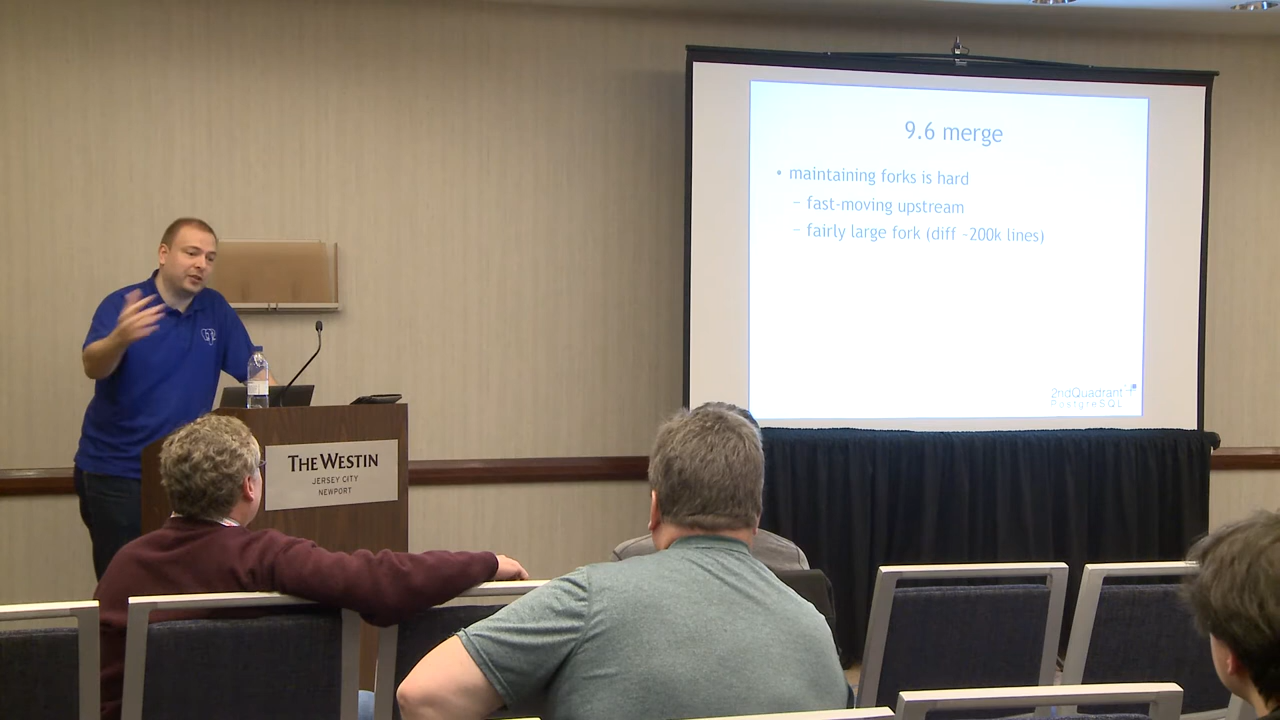 9.6 merge
• maintaining forks is hard
– fast-moving upstream
– fairly large fork (diff ~200k lines)
2ndQuadrant
PostgreSQL
THE WESTIN
JERSEY CITY
NEWPORT